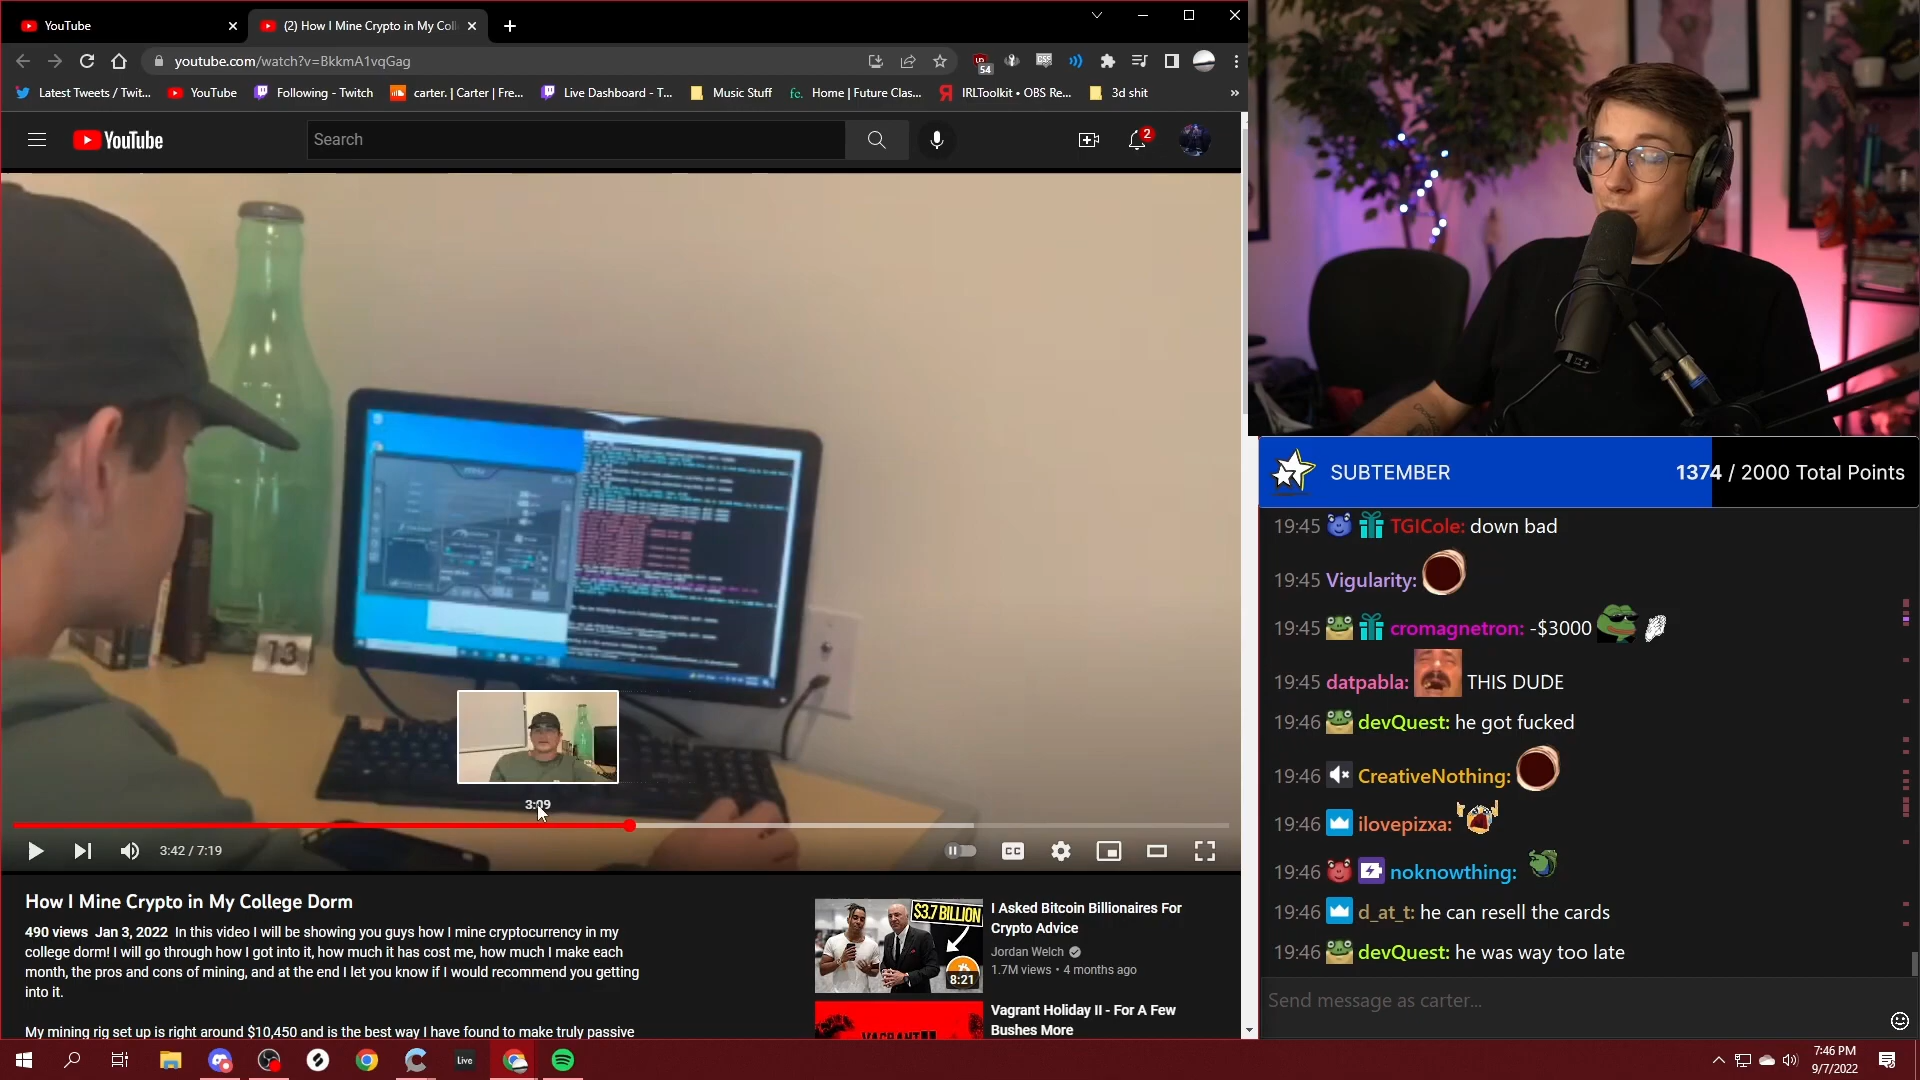 YouTube
(2) How I Mine Crypto in My Coll
youtube.com/watch?v=BkkmA1vqGag
54
Latest Tweets / Twit...
YouTube
Following - Twitch
carter. | Carter | Fre...
Live Dashboard - T...
Music Stuff
fc. Home | Future Clas...
IRLToolkit • OBS Re...
3d shit
»
YouTube
Search
2
13
3:09
3:42 / 7:19
CC
How I Mine Crypto in My College Dorm
490 views Jan 3, 2022 In this video I will be showing you guys how I mine cryptocurrency in my
college dorm! I will go through how I got into it, how much it has cost me, how much I make each
month, the pros and cons of mining, and at the end I let you know if I would recommend you getting
into it.
My mining rig set up is right around $10,450 and is the best way I have found to make truly passive
$3.7 BILLION
8:21
I Asked Bitcoin Billionaires For
Crypto Advice
Jordan Welch
1.7M views • 4 months ago
Vagrant Holiday II - For A Few
Bushes More
SUBTEMBER
1374 / 2000 Total Points
19:45 TGICole: down bad
19:45 Vigularity:
19:45 cromagnetron: -$3000
19:45 datpabla: THIS DUDE
19:46 devQuest: he got fucked
19:46 CreativeNothing:
19:46 ilovepizxa:
19:46 noknowthing:
19:46 d_at_t: he can resell the cards
19:46 devQuest: he was way too late
Send message as carter...
Live
7:46 PM
9/7/2022